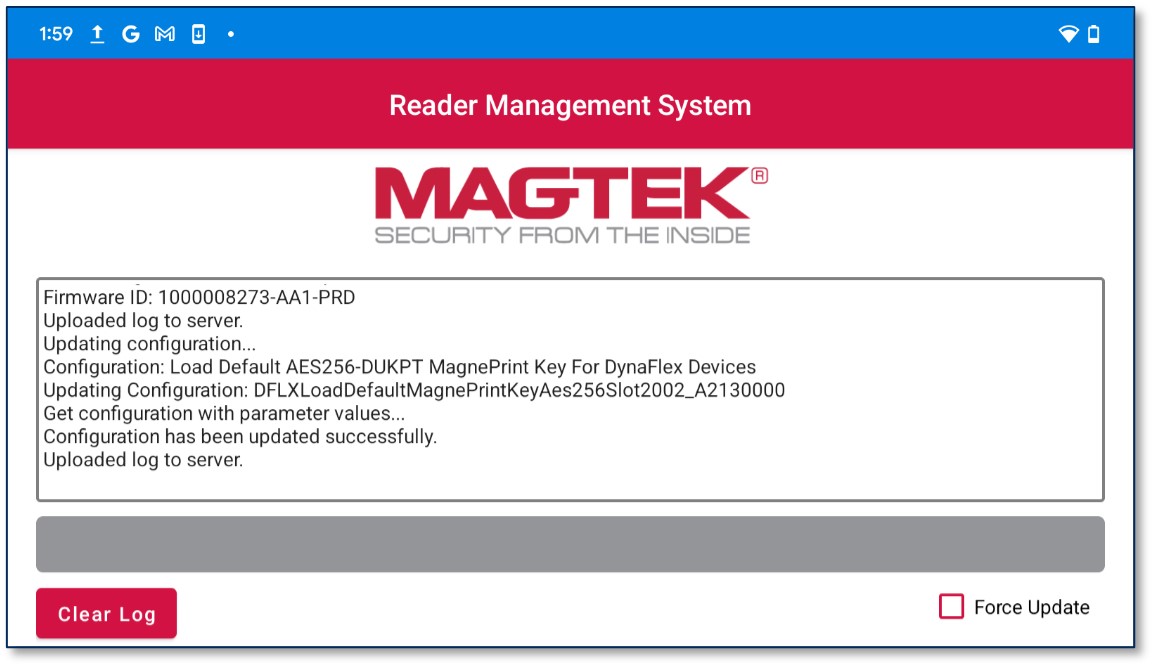 1:59
Reader Management System
MAGTEK®
SECURITY FROM THE INSIDE
Firmware ID: 1000008273-AA1-PRD
Uploaded log to server.
Updating configuration...
Configuration: Load Default AES256-DUKPT MagnePrint Key For DynaFlex Devices
Updating Configuration: DFLXLoadDefaultMagnePrintKeyAes256Slot2002_A2130000
Get configuration with parameter values...
Configuration has been updated successfully.
Uploaded log to server.
Clear Log
Force Update